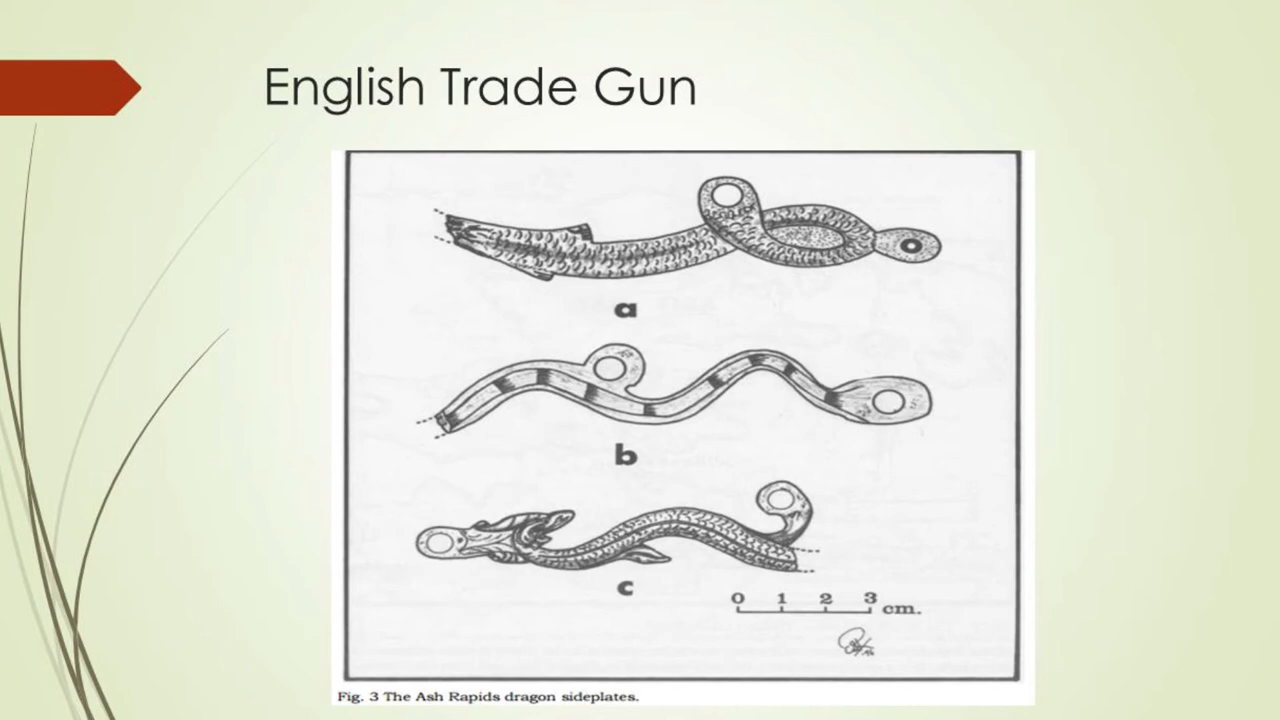 English Trade Gun
a
b
c
0 1 2 3 cm.
Fig. 3 The Ash Rapids dragon sideplates.